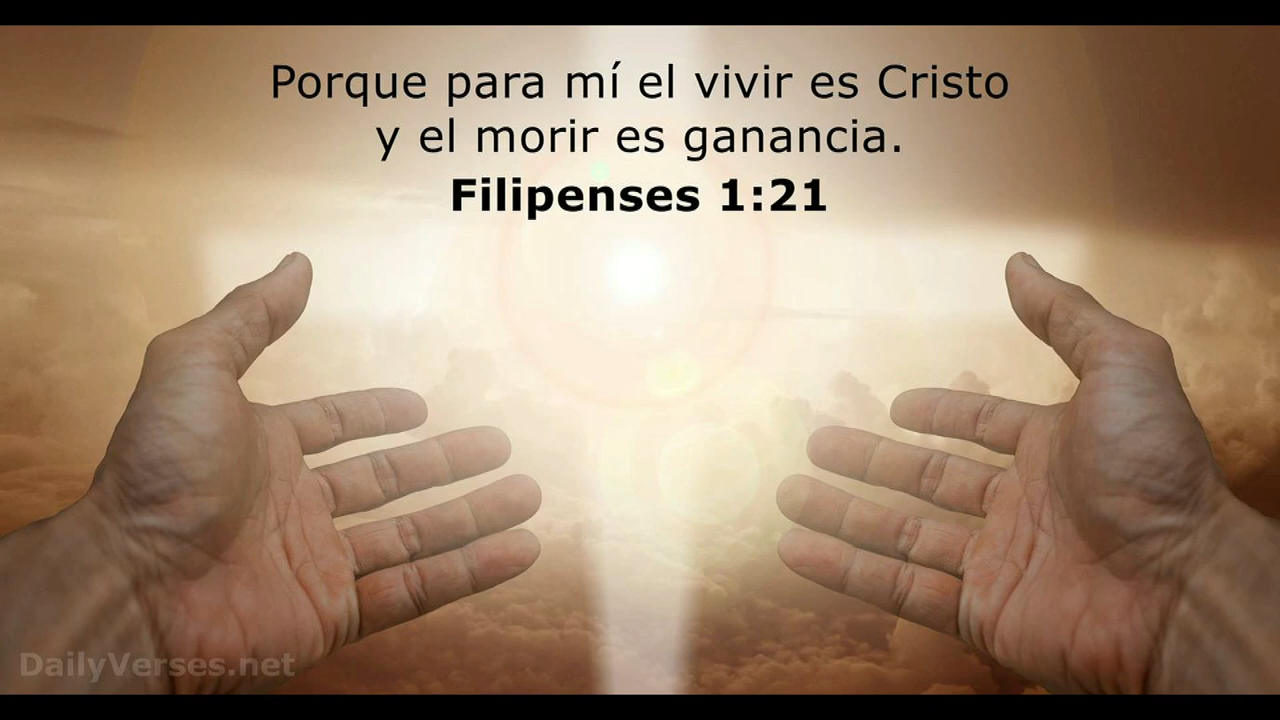 Porque para mí el vivir es Cristo
y el morir es ganancia.
Filipenses 1:21
DailyVerses.net